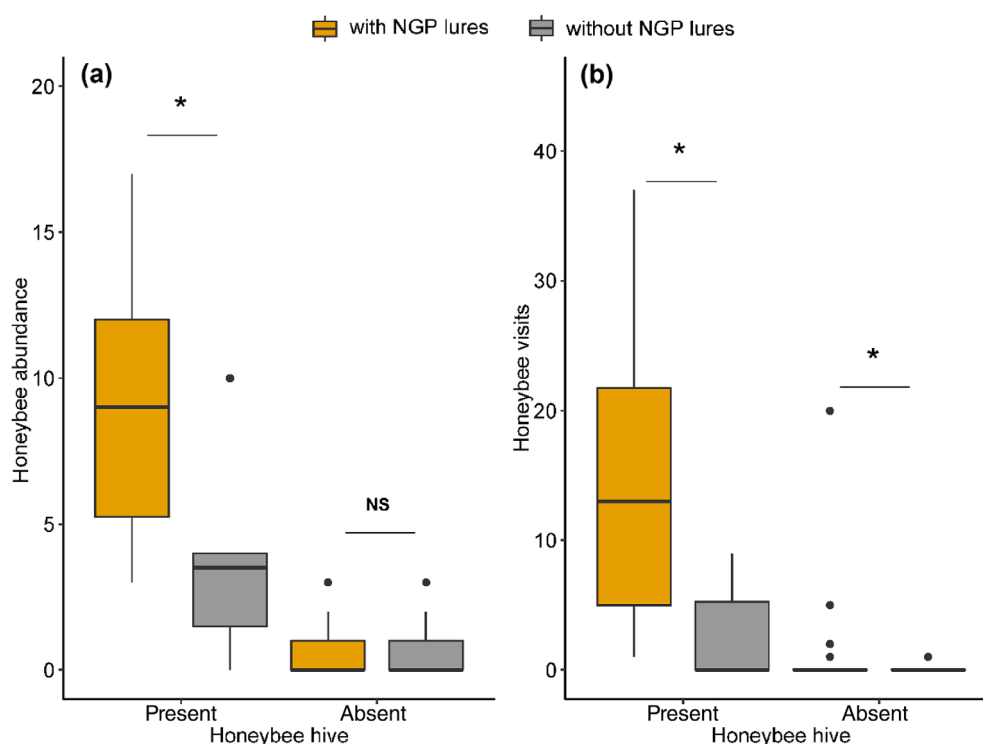 with NGP lures without NGP lures
(a)
20
15
10
5
0
Honeybee abundance
*
NS
Present Absent
Honeybee hive
(b)
40
30
20
10
0
Honeybee visits
*
*
Present Absent
Honeybee hive